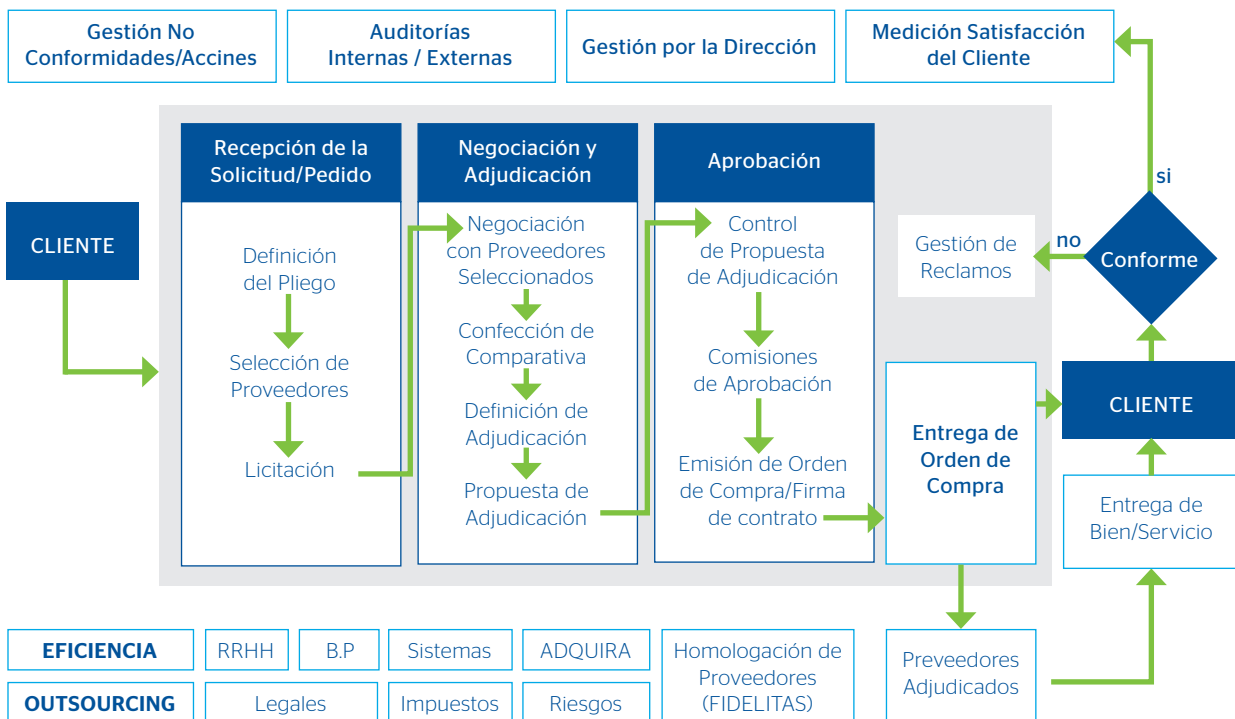 Gestión No
Conformidades/Accines
Auditorías
Internas / Externas
Gestión por la Dirección
Medición Satisfacción
del Cliente
CLIENTE
Recepción de la
Solicitud/Pedido
Definición
del Pliego
Selección de
Proveedores
Licitación
Negociación y
Adjudicación
Negociación
con Proveedores
Seleccionados
Confección de
Comparativa
Definición de
Adjudicación
Propuesta de
Adjudicación
Aprobación
Control
de Propuesta
de Adjudicación
Comisiones
de Aprobación
Emisión de Orden
de Compra/Firma
de contrato
Entrega de
Orden de
Compra
Gestión de
Reclamos
no
si
Conforme
CLIENTE
Entrega de
Bien/Servicio
Preveedores
Adjudicados
EFICIENCIA
RRHH
B.P
Sistemas
ADQUIRA
Homologación de
Proveedores
(FIDELITAS)
OUTSOURCING
Legales
Impuestos
Riesgos